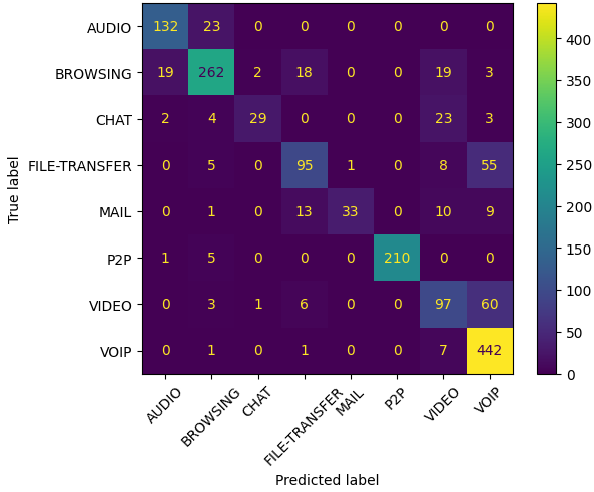 AUDIO 132 23 0 0 0 0 0 0
BROWSING 19 262 2 18 0 0 19 3
CHAT 2 4 29 0 0 0 23 3
FILE-TRANSFER 0 5 0 95 1 0 8 55
MAIL 0 1 0 13 33 0 10 9
P2P 1 5 0 0 0 210 0 0
VIDEO 0 3 1 6 0 0 97 60
VOIP 0 1 0 1 0 0 7 442
True label
AUDIO BROWSING CHAT FILE-TRANSFER MAIL P2P VIDEO VOIP
Predicted label
400
350
300
250
200
150
100
50
0